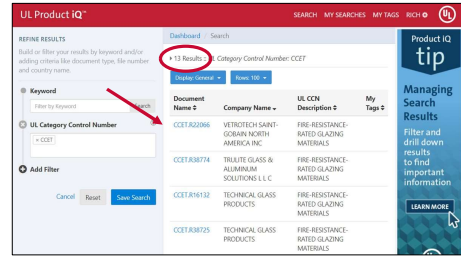 UL Product iQ™
SEARCH MY SEARCHES MY TAGS RICH
UL
REFINE RESULTS
Build or filter your results by keyword and/or
adding criteria like document type, file number
and country name.
Keyword
Filter by Keyword
Search
UL Category Control Number
× CCET
Add Filter
Cancel Reset Save Search
Dashboard / Search
13 Results :: UL Category Control Number: CCET
Display: General Rows: 100
Document Name Company Name UL CCN Description My Tags
CCET.R22066 VETROTECH SAINT-GOBAIN NORTH AMERICA INC FIRE-RESISTANCE-RATED GLAZING MATERIALS
CCET.R38774 TRULITE GLASS & ALUMINUM SOLUTIONS L L C FIRE-RESISTANCE-RATED GLAZING MATERIALS
CCET.R16132 TECHNICAL GLASS PRODUCTS FIRE-RESISTANCE-RATED GLAZING MATERIALS
CCET.R38725 TECHNICAL GLASS PRODUCTS FIRE-RESISTANCE-RATED GLAZING MATERIALS
Product iQ
tip
Managing
Search
Results
Filter and
drill down
results
to find
important
information
LEARN MORE